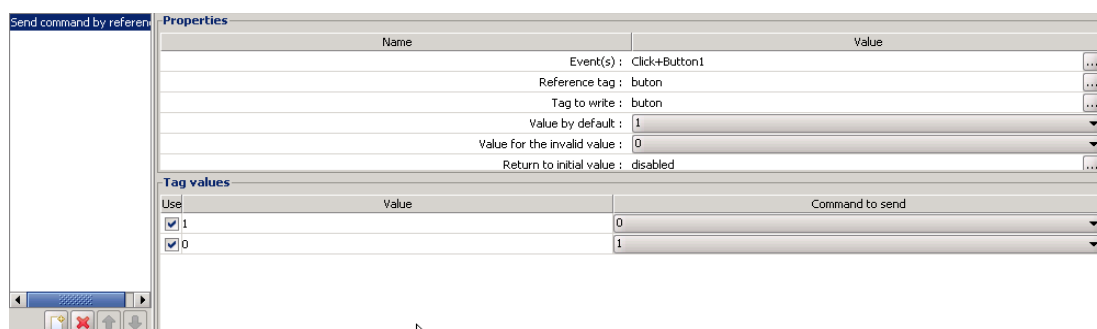 Send command by referen
Properties
Name Value
Event(s) : Click+Button1 ...
Reference tag : buton ...
Tag to write : buton ...
Value by default : 1
Value for the invalid value : 0
Return to initial value : disabled ...
Tag values
Use Value Command to send
1 0
0 1